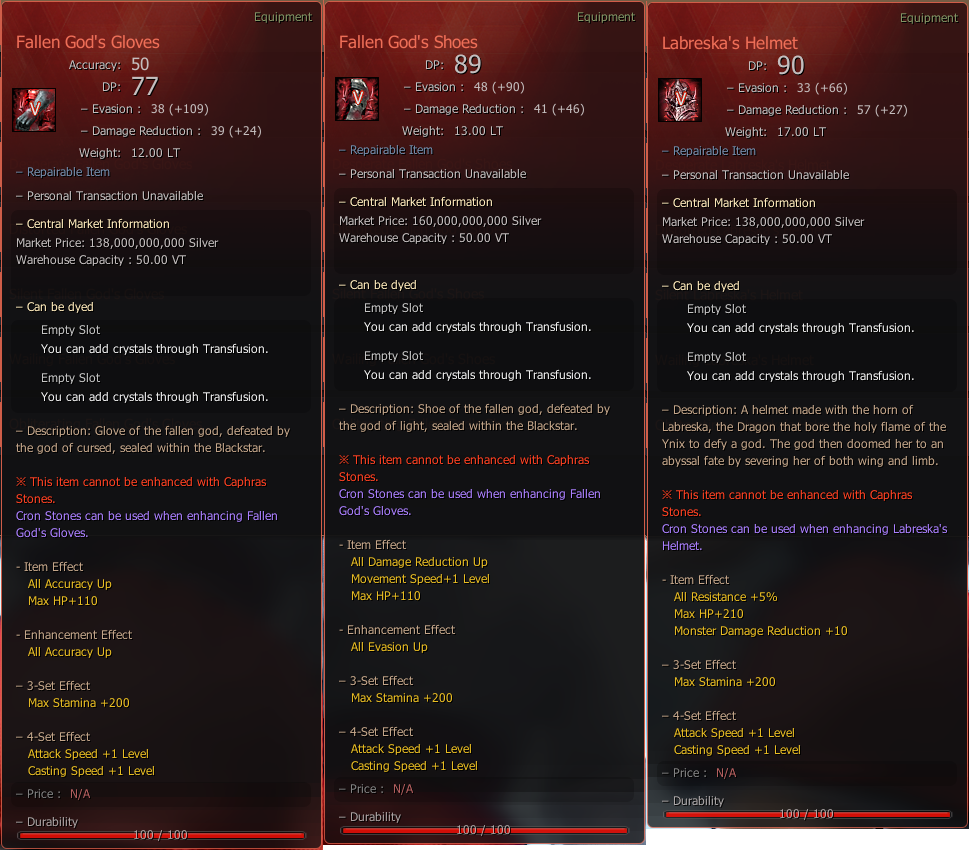 Equipment
Fallen God's Gloves
Accuracy: 50
DP: 77
V
– Evasion : 38 (+109)
– Damage Reduction : 39 (+24)
Weight: 12.00 LT
– Repairable Item
– Personal Transaction Unavailable
– Central Market Information
Market Price: 138,000,000,000 Silver
Warehouse Capacity : 50.00 VT
– Can be dyed
Empty Slot
You can add crystals through Transfusion.
Empty Slot
You can add crystals through Transfusion.
– Description: Glove of the fallen god, defeated by
the god of cursed, sealed within the Blackstar.
※ This item cannot be enhanced with Caphras
Stones.
Cron Stones can be used when enhancing Fallen
God's Gloves.
- Item Effect
All Accuracy Up
Max HP+110
- Enhancement Effect
All Accuracy Up
– 3-Set Effect
Max Stamina +200
– 4-Set Effect
Attack Speed +1 Level
Casting Speed +1 Level
– Price : N/A
– Durability
100 / 100
Equipment
Fallen God's Shoes
DP: 89
V
– Evasion : 48 (+90)
– Damage Reduction : 41 (+46)
Weight: 13.00 LT
– Repairable Item
– Personal Transaction Unavailable
– Central Market Information
Market Price: 160,000,000,000 Silver
Warehouse Capacity : 50.00 VT
– Can be dyed
Empty Slot
You can add crystals through Transfusion.
Empty Slot
You can add crystals through Transfusion.
– Description: Shoe of the fallen god, defeated by
the god of light, sealed within the Blackstar.
※ This item cannot be enhanced with Caphras
Stones.
Cron Stones can be used when enhancing Fallen
God's Gloves.
- Item Effect
All Damage Reduction Up
Movement Speed+1 Level
Max HP+110
- Enhancement Effect
All Evasion Up
– 3-Set Effect
Max Stamina +200
– 4-Set Effect
Attack Speed +1 Level
Casting Speed +1 Level
– Price : N/A
– Durability
100 / 100
Equipment
Labreska's Helmet
DP: 90
V
– Evasion : 33 (+66)
– Damage Reduction : 57 (+27)
Weight: 17.00 LT
– Repairable Item
– Personal Transaction Unavailable
– Central Market Information
Market Price: 138,000,000,000 Silver
Warehouse Capacity : 50.00 VT
– Can be dyed
Empty Slot
You can add crystals through Transfusion.
Empty Slot
You can add crystals through Transfusion.
– Description: A helmet made with the horn of
Labreska, the Dragon that bore the holy flame of the
Ynix to defy a god. The god then doomed her to an
abyssal fate by severing her of both wing and limb.
※ This item cannot be enhanced with Caphras
Stones.
Cron Stones can be used when enhancing Labreska's
Helmet.
- Item Effect
All Resistance +5%
Max HP+210
Monster Damage Reduction +10
– 3-Set Effect
Max Stamina +200
– 4-Set Effect
Attack Speed +1 Level
Casting Speed +1 Level
– Price : N/A
– Durability
100 / 100